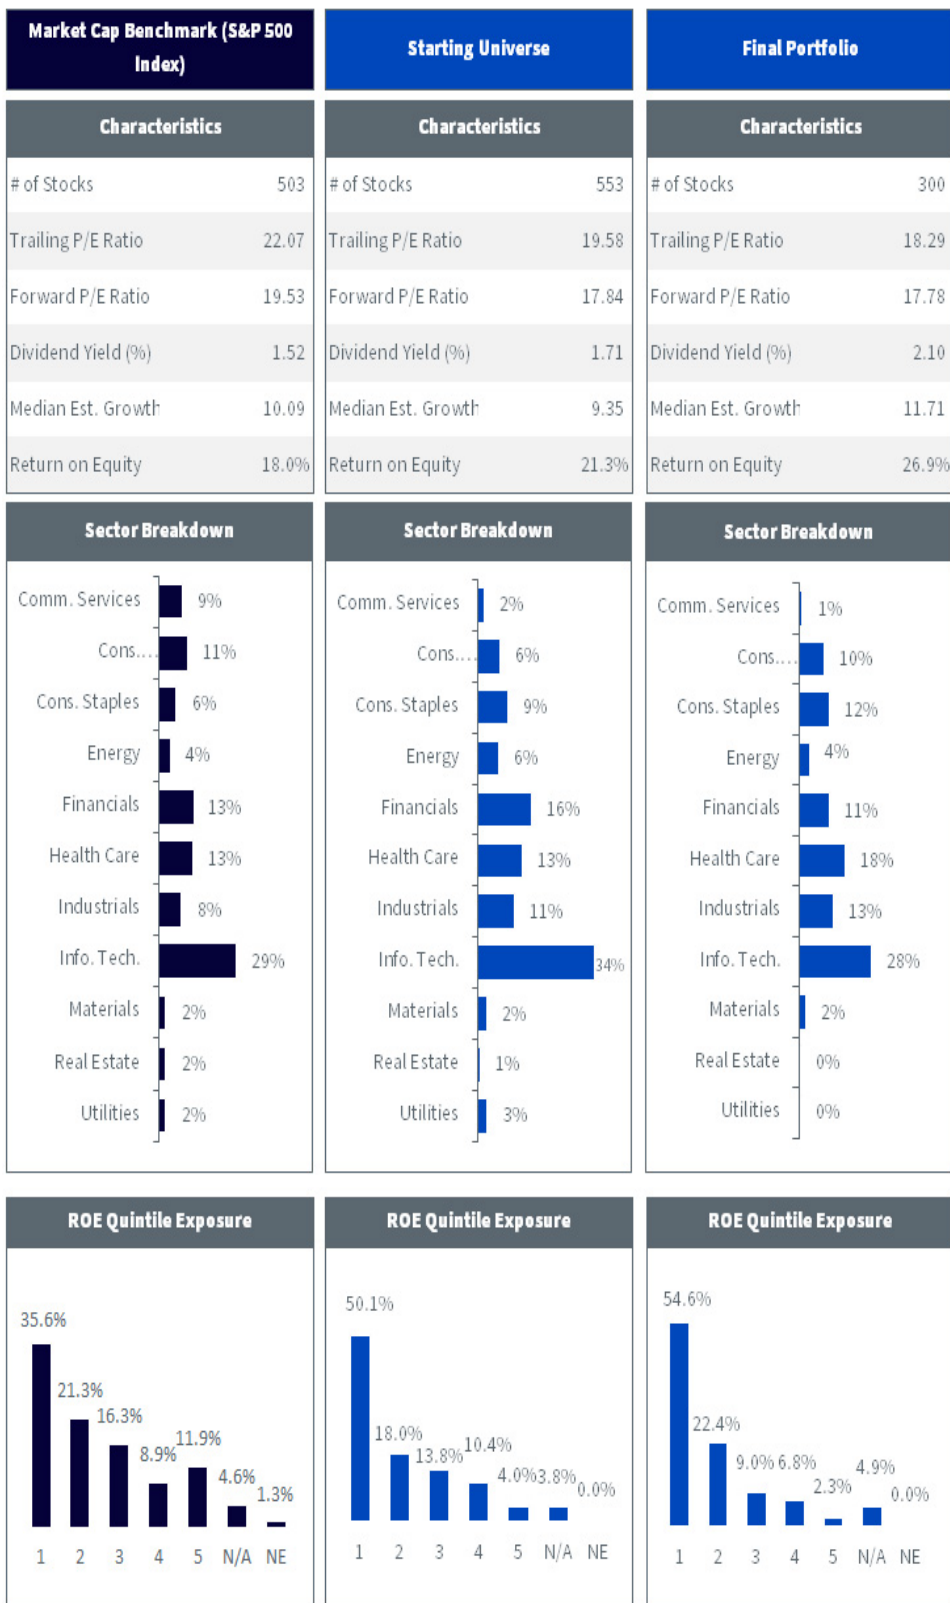 Market Cap Benchmark (S&P 500
Index)
Characteristics
# of Stocks 503
Trailing P/E Ratio 22.07
Forward P/E Ratio 19.53
Dividend Yield (%) 1.52
Median Est. Growth 10.09
Return on Equity 18.0%
Sector Breakdown
Comm. Services 9%
Cons.... 11%
Cons. Staples 6%
Energy 4%
Financials 13%
Health Care 13%
Industrials 8%
Info. Tech. 29%
Materials 2%
Real Estate 2%
Utilities 2%
ROE Quintile Exposure
35.6%
21.3%
16.3%
8.9%
11.9%
4.6%
1.3%
1 2 3 4 5 N/A NE
Starting Universe
Characteristics
# of Stocks 553
Trailing P/E Ratio 19.58
Forward P/E Ratio 17.84
Dividend Yield (%) 1.71
Median Est. Growth 9.35
Return on Equity 21.3%
Sector Breakdown
Comm. Services 2%
Cons.... 6%
Cons. Staples 9%
Energy 6%
Financials 16%
Health Care 13%
Industrials 11%
Info. Tech. 34%
Materials 2%
Real Estate 1%
Utilities 3%
ROE Quintile Exposure
50.1%
18.0%
13.8%
10.4%
4.0%
3.8%
0.0%
1 2 3 4 5 N/A NE
Final Portfolio
Characteristics
# of Stocks 300
Trailing P/E Ratio 18.29
Forward P/E Ratio 17.78
Dividend Yield (%) 2.10
Median Est. Growth 11.71
Return on Equity 26.9%
Sector Breakdown
Comm. Services 1%
Cons.... 10%
Cons. Staples 12%
Energy 4%
Financials 11%
Health Care 18%
Industrials 13%
Info. Tech. 28%
Materials 2%
Real Estate 0%
Utilities 0%
ROE Quintile Exposure
54.6%
22.4%
9.0%
6.8%
2.3%
4.9%
0.0%
1 2 3 4 5 N/A NE